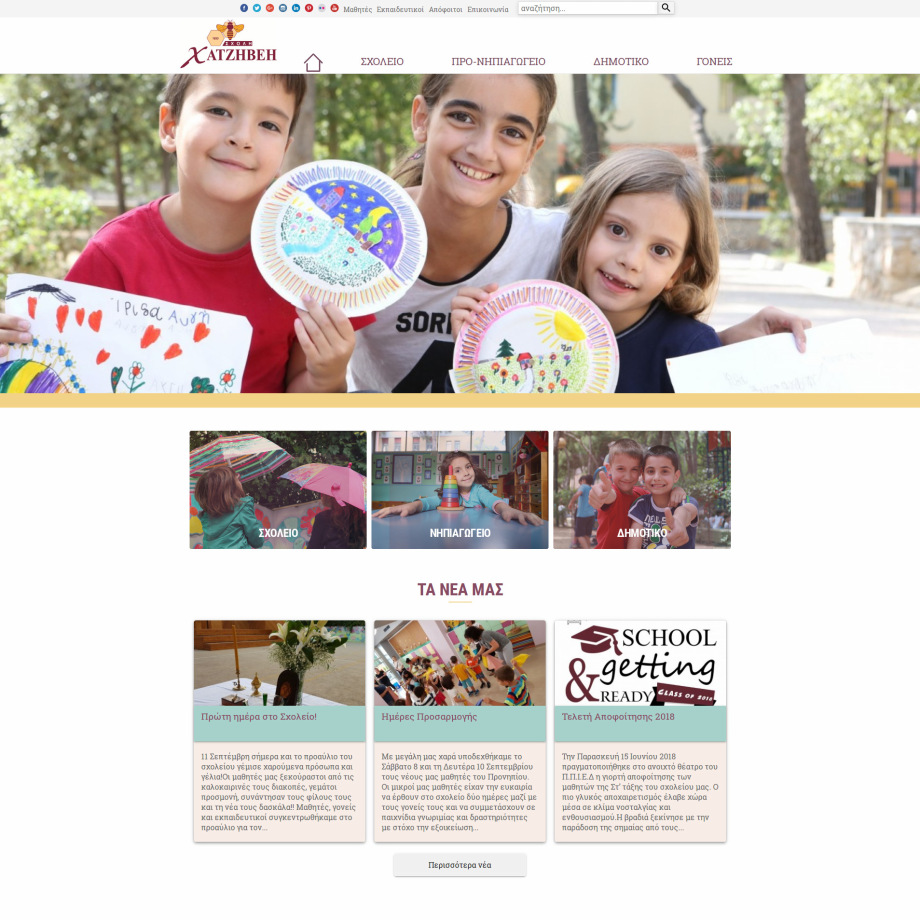 Μαθητές Εκπαιδευτικοί Απόφοιτοι Επικοινωνία
αναζήτηση...
ΣΧΟΛΗ
ΧΑΤΖΗΒΕΗ
ΣΧΟΛΕΙΟ ΠΡΟ-ΝΗΠΙΑΓΩΓΕΙΟ ΔΗΜΟΤΙΚΟ ΓΟΝΕΙΣ
ΣΧΟΛΕΙΟ
ΝΗΠΙΑΓΩΓΕΙΟ
ΔΗΜΟΤΙΚΟ
ΤΑ ΝΕΑ ΜΑΣ
Πρώτη ημέρα στο Σχολείο!
11 Σεπτέμβρη σήμερα και το προαύλιο του
σχολείου γέμισε χαρούμενα πρόσωπα και
γέλια!Οι μαθητές μας ξεκούραστοι από τις
καλοκαιρινές τους διακοπές, γεμάτοι
προσμονή, συνάντησαν τους φίλους τους
και τη νέα τους δασκάλα!! Μαθητές, γονείς
και εκπαιδευτικοί συγκεντρωθήκαμε στο
προαύλιο για τον...
Ημέρες Προσαρμογής
Με μεγάλη μας χαρά υποδεχθήκαμε το
Σάββατο 8 και τη Δευτέρα 10 Σεπτεμβρίου
τους νέους μας μαθητές του Προνηπίου.
Οι μικροί μας μαθητές είχαν την ευκαιρία
να έρθουν στο σχολείο δύο ημέρες μαζί με
τους γονείς τους και να συμμετάσχουν σε
παιχνίδια γνωριμίας και δραστηριότητες
με στόχο την εξοικείωση...
SCHOOL
& getting
READY
CLASS OF 2018
Τελετή Αποφοίτησης 2018
Την Παρασκευή 15 Ιουνίου 2018
πραγματοποιήθηκε στο ανοιχτό θέατρο του
Π.Π.Ι.Ε.Δ η γιορτή αποφοίτησης των
μαθητών της Στ' τάξης του σχολείου μας. Ο
πιο γλυκός αποχαιρετισμός έλαβε χώρα
μέσα σε κλίμα νοσταλγίας και
ενθουσιασμού.Η βραδιά ξεκίνησε με την
παράδοση της σημαίας από τους...
Περισσότερα νέα